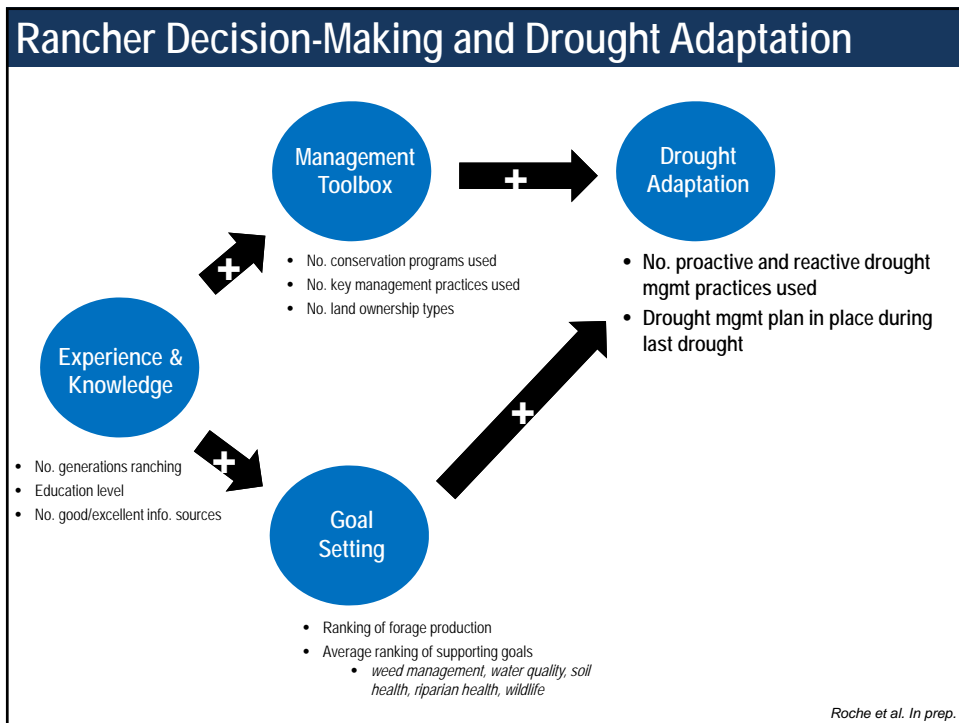 Rancher Decision-Making and Drought Adaptation
Management
Toolbox
+
Drought
Adaptation
• No. conservation programs used
• No. key management practices used
• No. land ownership types
• No. proactive and reactive drought
mgmt practices used
• Drought mgmt plan in place during
last drought
+
Experience &
Knowledge
+
+
• No. generations ranching
• Education level
• No. good/excellent info. sources
Goal
Setting
• Ranking of forage production
• Average ranking of supporting goals
• weed management, water quality, soil
health, riparian health, wildlife
Roche et al. In prep.